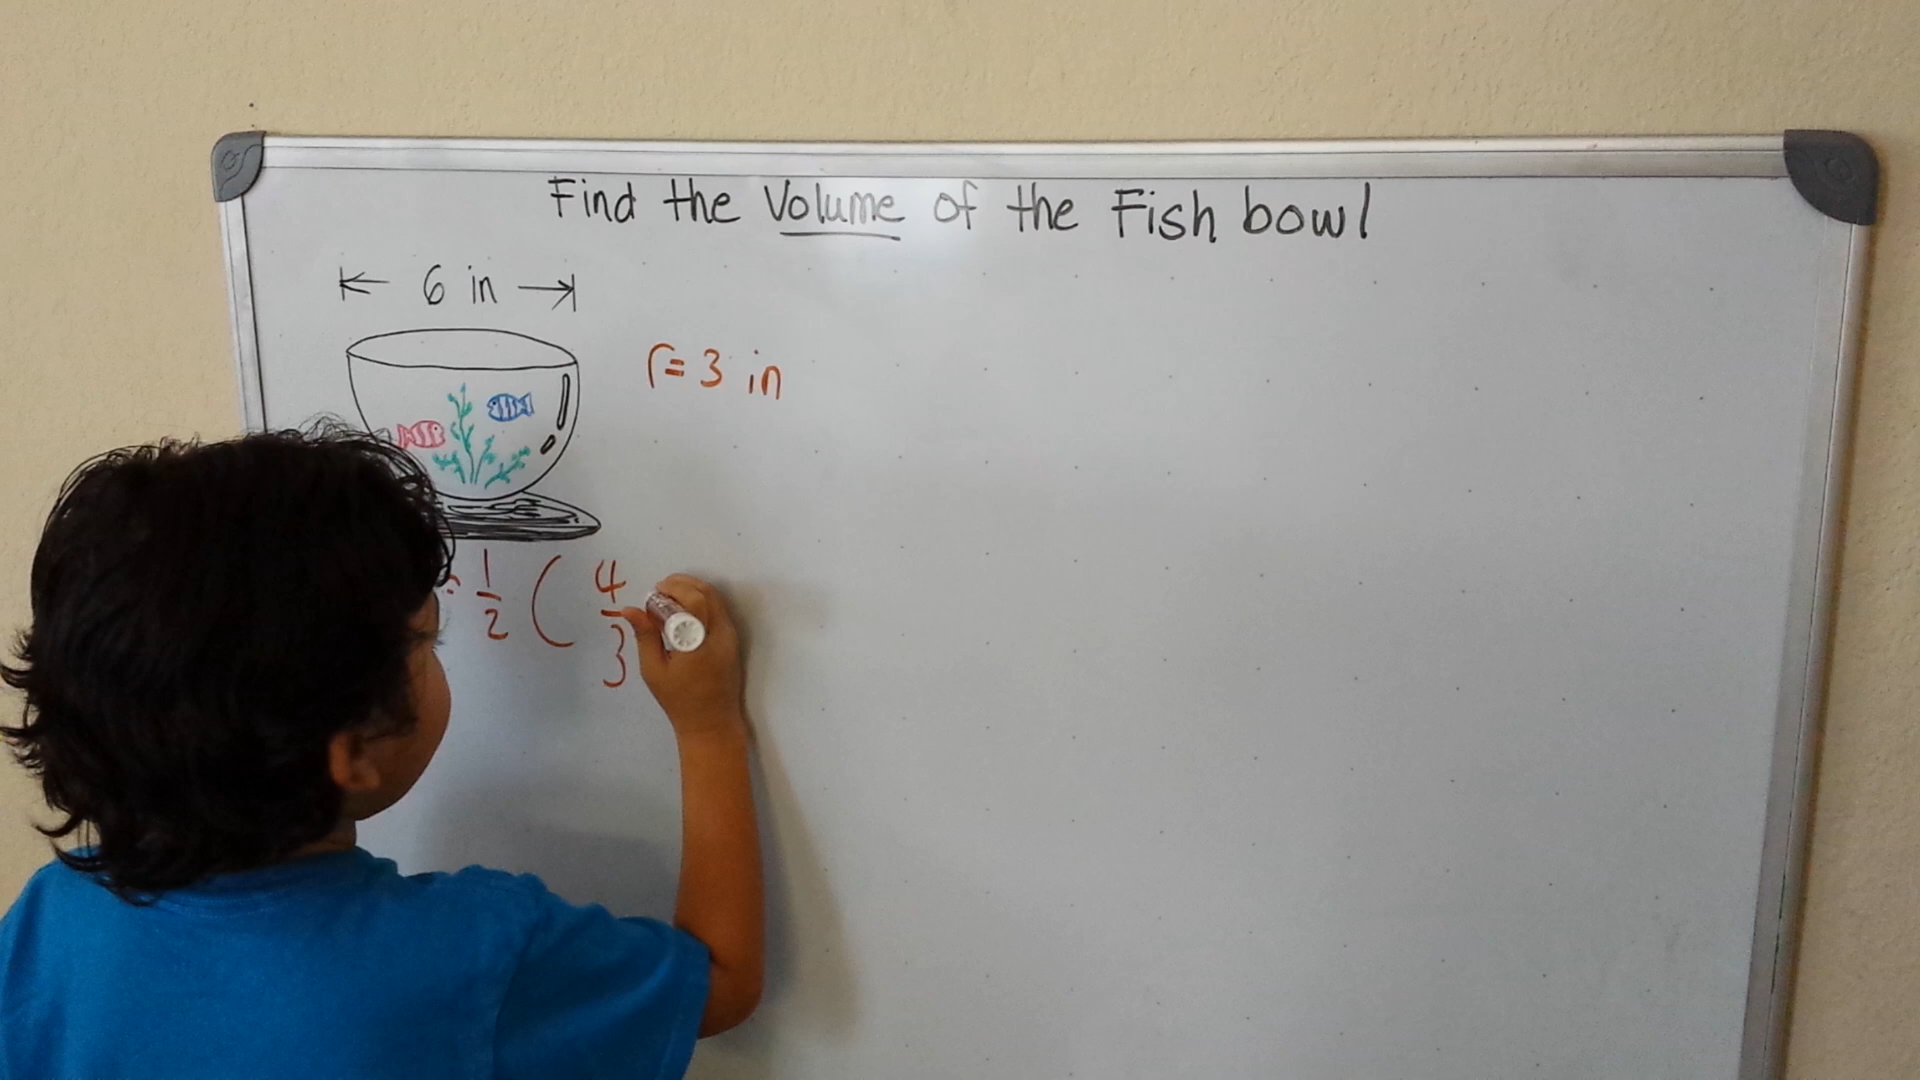 Find the Volume of the Fish bowl
6 in
r = 3 in
= 1/2 ( 4/3